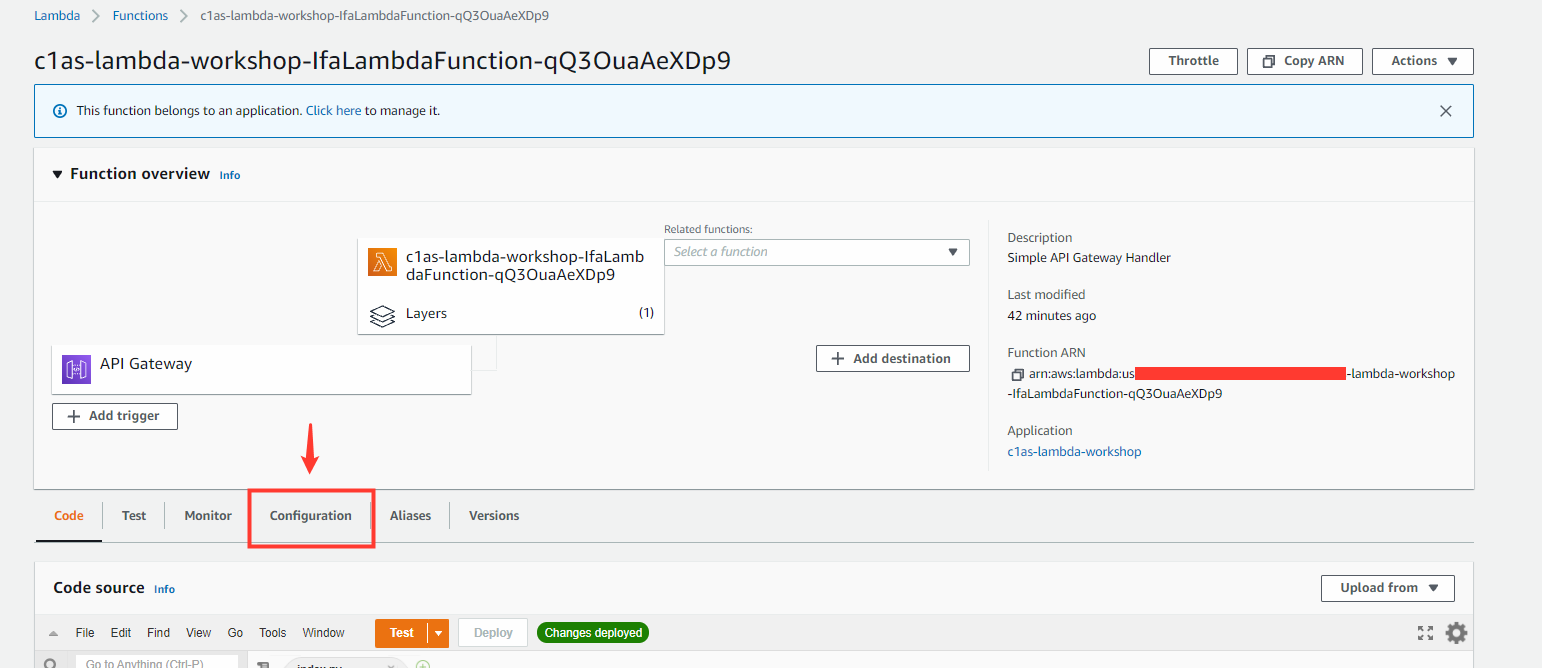 Lambda > Functions > c1as-lambda-workshop-IfaLambdaFunction-qQ3OuaAeXDp9
c1as-lambda-workshop-IfaLambdaFunction-qQ3OuaAeXDp9
Throttle
Copy ARN
Actions
This function belongs to an application. Click here to manage it.
Function overview Info
c1as-lambda-workshop-IfaLamb
daFunction-qQ3OuaAeXDp9
Layers (1)
Related functions:
Select a function
API Gateway
Add trigger
Add destination
Description
Simple API Gateway Handler
Last modified
42 minutes ago
Function ARN
arn:aws:lambda:us -lambda-workshop
-IfaLambdaFunction-qQ3OuaAeXDp9
Application
c1as-lambda-workshop
Code
Test
Monitor
Configuration
Aliases
Versions
Code source Info
Upload from
File
Edit
Find
View
Go
Tools
Window
Test
Deploy
Changes deployed
Go to Anything (Ctrl-P)